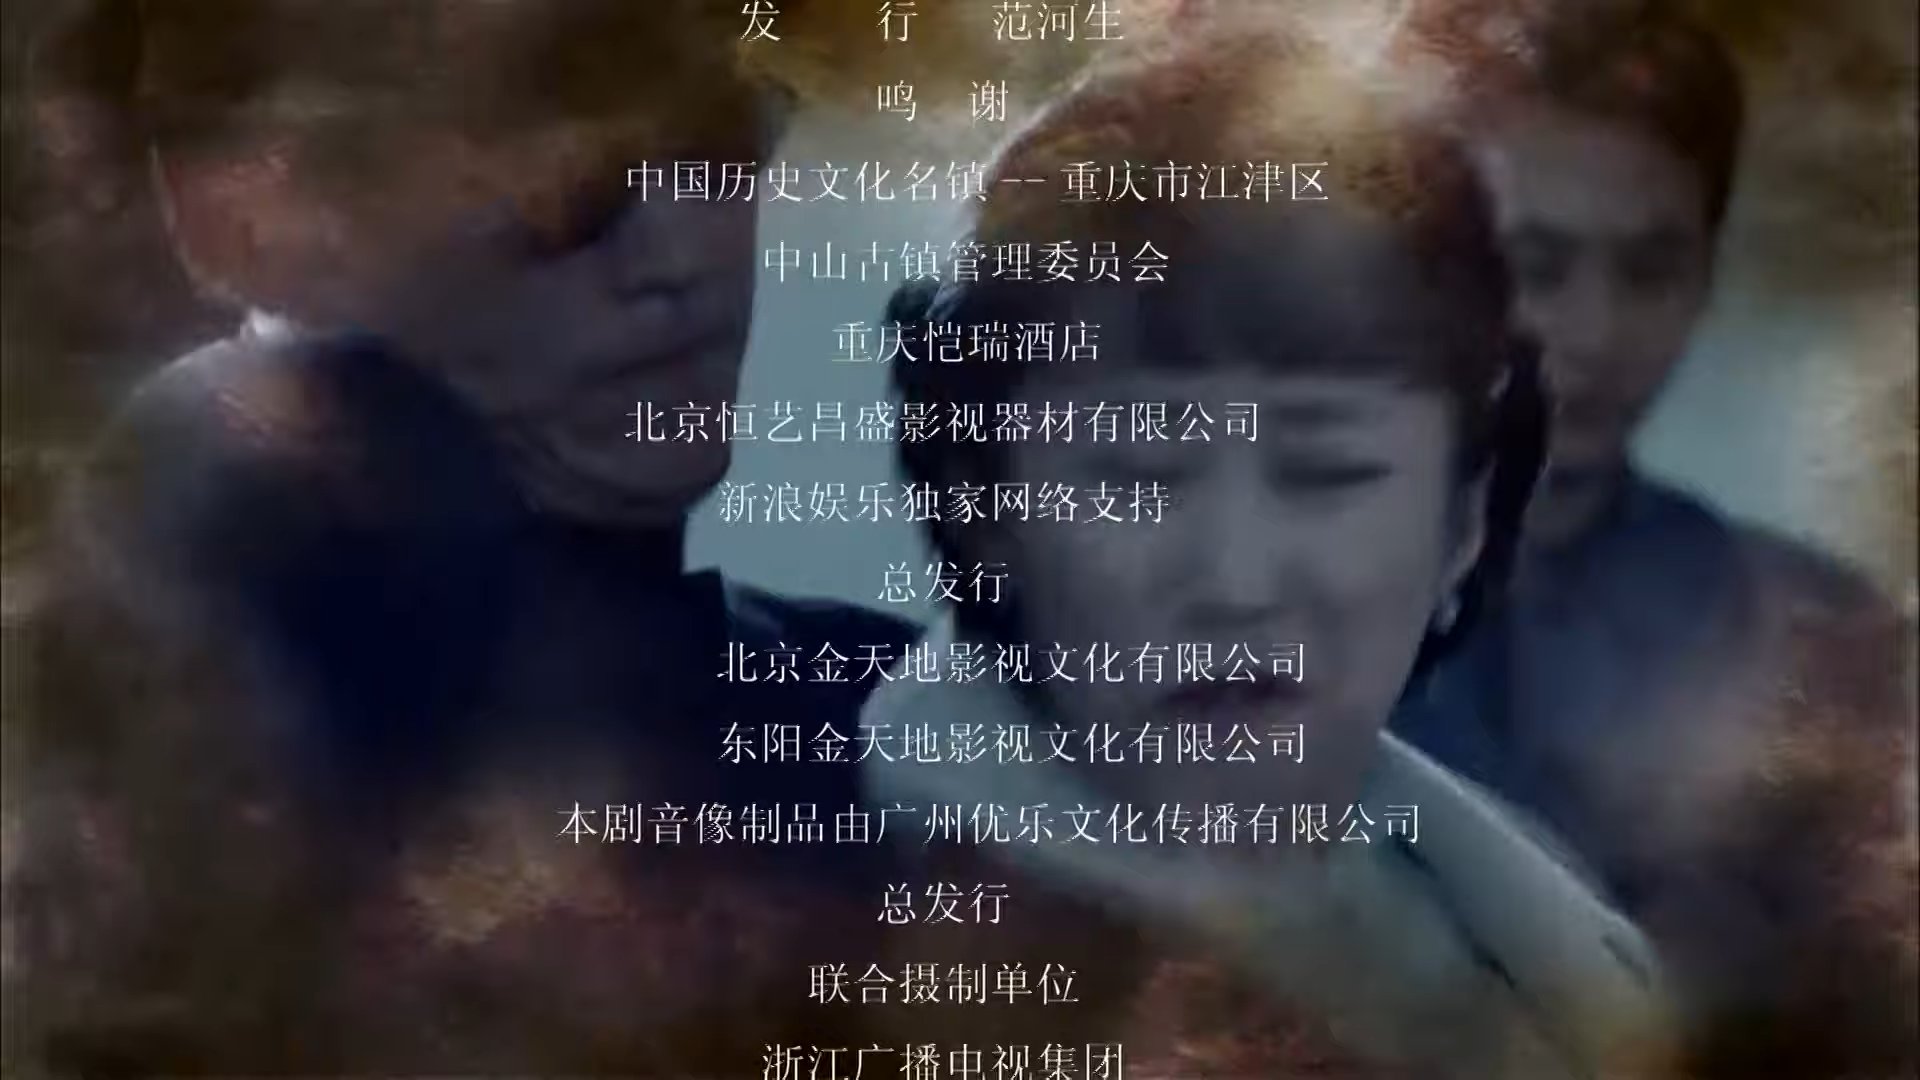 发 行 范河生
鸣 谢
中国历史文化名镇--重庆市江津区
中山古镇管理委员会
重庆恺瑞酒店
北京恒艺昌盛影视器材有限公司
新浪娱乐独家网络支持
总发行
北京金天地影视文化有限公司
东阳金天地影视文化有限公司
本剧音像制品由广州优乐文化传播有限公司
总发行
联合摄制单位
浙江广播电视集团